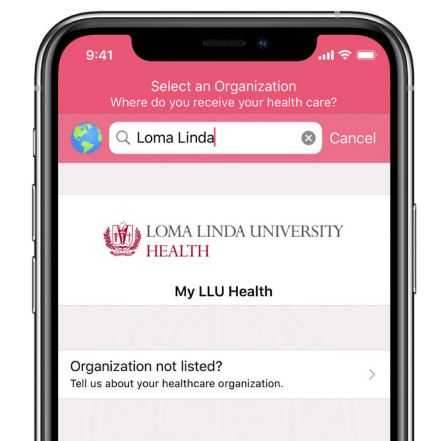 9:41
Select an Organization
Where do you receive your health care?
Loma Linda
Cancel
LOMA LINDA UNIVERSITY
HEALTH
My LLU Health
Organization not listed?
Tell us about your healthcare organization.